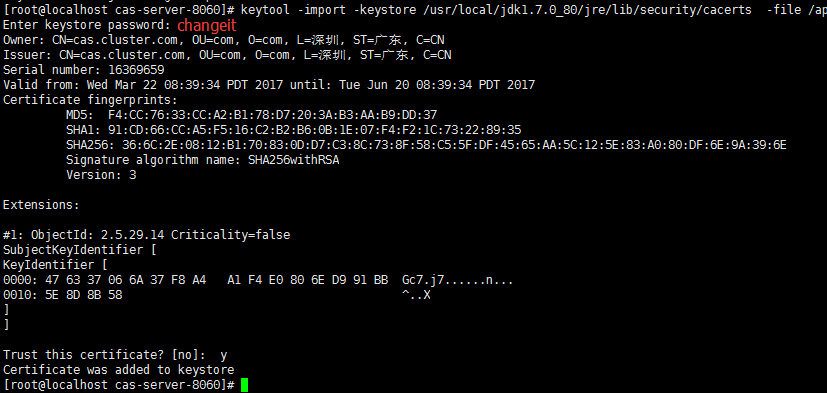 [root@localhost cas-server-8060]# keytool -import -keystore /usr/local/jdk1.7.0_80/jre/lib/security/cacerts  -file /ap
Enter keystore password: changeit
Owner: CN=cas.cluster.com, OU=com, O=com, L=深圳, ST=广东, C=CN
Issuer: CN=cas.cluster.com, OU=com, O=com, L=深圳, ST=广东, C=CN
Serial number: 16369659
Valid from: Wed Mar 22 08:39:34 PDT 2017 until: Tue Jun 20 08:39:34 PDT 2017
Certificate fingerprints:
MD5:  F4:CC:76:33:CC:A2:B1:78:D7:20:3A:B3:AA:B9:DD:37
SHA1: 91:CD:66:CC:A5:F5:16:C2:B2:B6:0B:1E:07:F4:F2:1C:73:22:89:35
SHA256: 36:6C:2E:08:12:B1:70:83:0D:D7:C3:8C:73:8F:58:C5:5F:DF:45:65:AA:5C:12:5E:83:A0:80:DF:6E:9A:39:6E
Signature algorithm name: SHA256withRSA
Version: 3
Extensions:
#1: ObjectId: 2.5.29.14 Criticality=false
SubjectKeyIdentifier [
KeyIdentifier [
0000: 47 63 37 06 6A 37 F8 A4   A1 F4 E0 80 6E D9 91 BB  Gc7.j7......n...
0010: 5E 8D 8B 58                                        ^..X
]
]
Trust this certificate? [no]:  y
Certificate was added to keystore
[root@localhost cas-server-8060]#